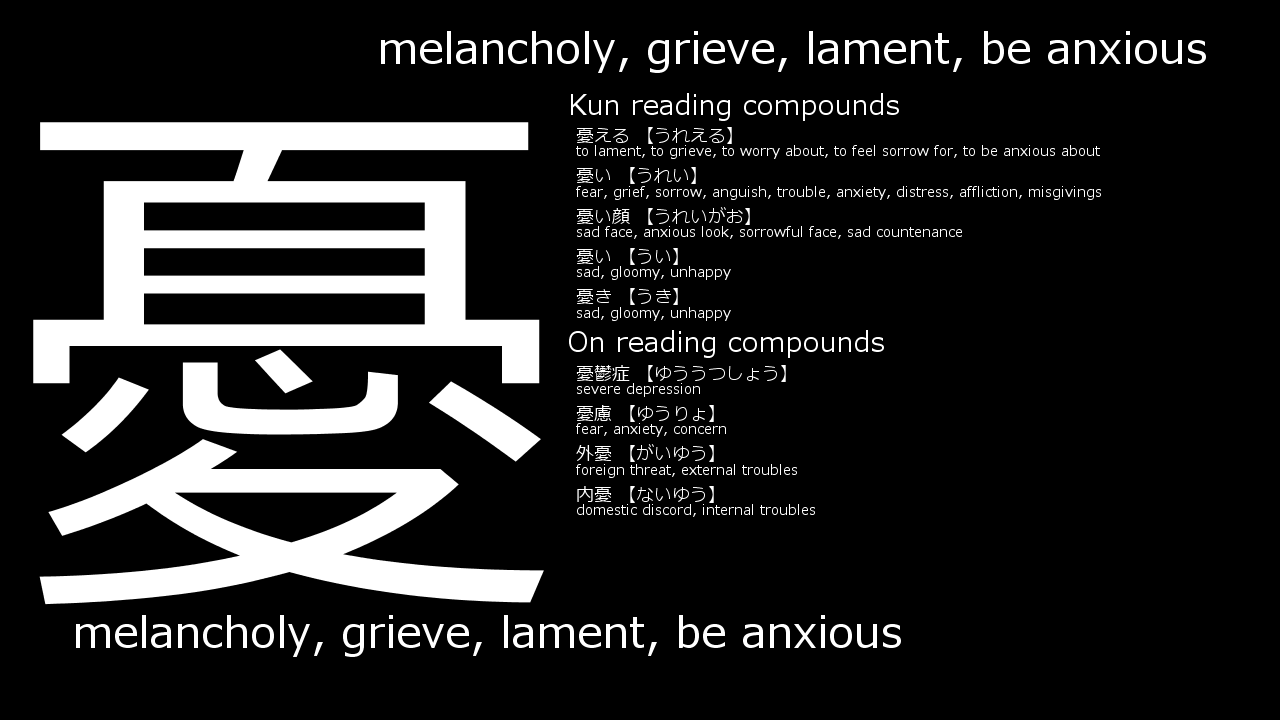 melancholy, grieve, lament, be anxious
憂
Kun reading compounds
憂える 【うれえる】
to lament, to grieve, to worry about, to feel sorrow for, to be anxious about
憂い 【うれい】
fear, grief, sorrow, anguish, trouble, anxiety, distress, affliction, misgivings
憂い顔 【うれいがお】
sad face, anxious look, sorrowful face, sad countenance
憂い 【うい】
sad, gloomy, unhappy
憂き 【うき】
sad, gloomy, unhappy
On reading compounds
憂鬱症 【ゆううつしょう】
severe depression
憂慮 【ゆうりょ】
fear, anxiety, concern
外憂 【がいゆう】
foreign threat, external troubles
内憂 【ないゆう】
domestic discord, internal troubles
melancholy, grieve, lament, be anxious